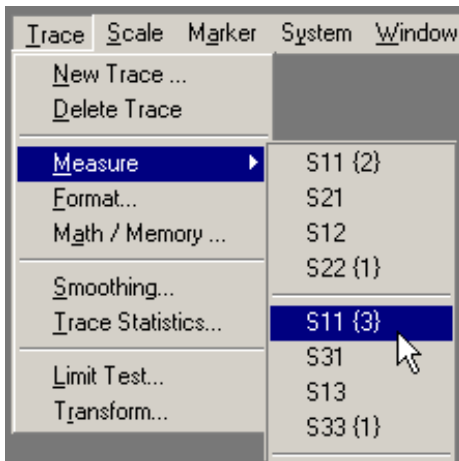 Trace Scale Marker System Window
New Trace ...
Delete Trace
Measure
Format...
Math / Memory ...
Smoothing...
Trace Statistics...
Limit Test...
Transform...
S11 {2}
S21
S12
S22 {1}
S11 {3}
S31
S13
S33 {1}